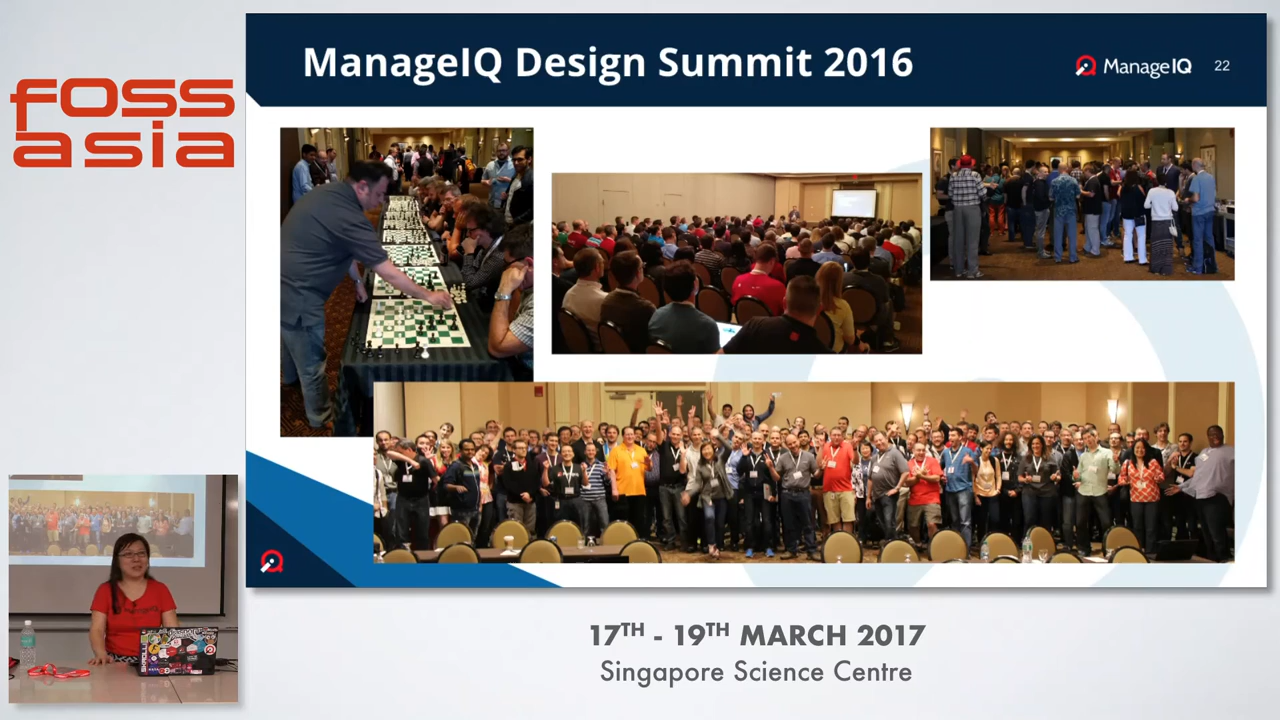 foss
asia
ManageIQ Design Summit 2016
ManageIQ
22
17TH - 19TH MARCH 2017
Singapore Science Centre